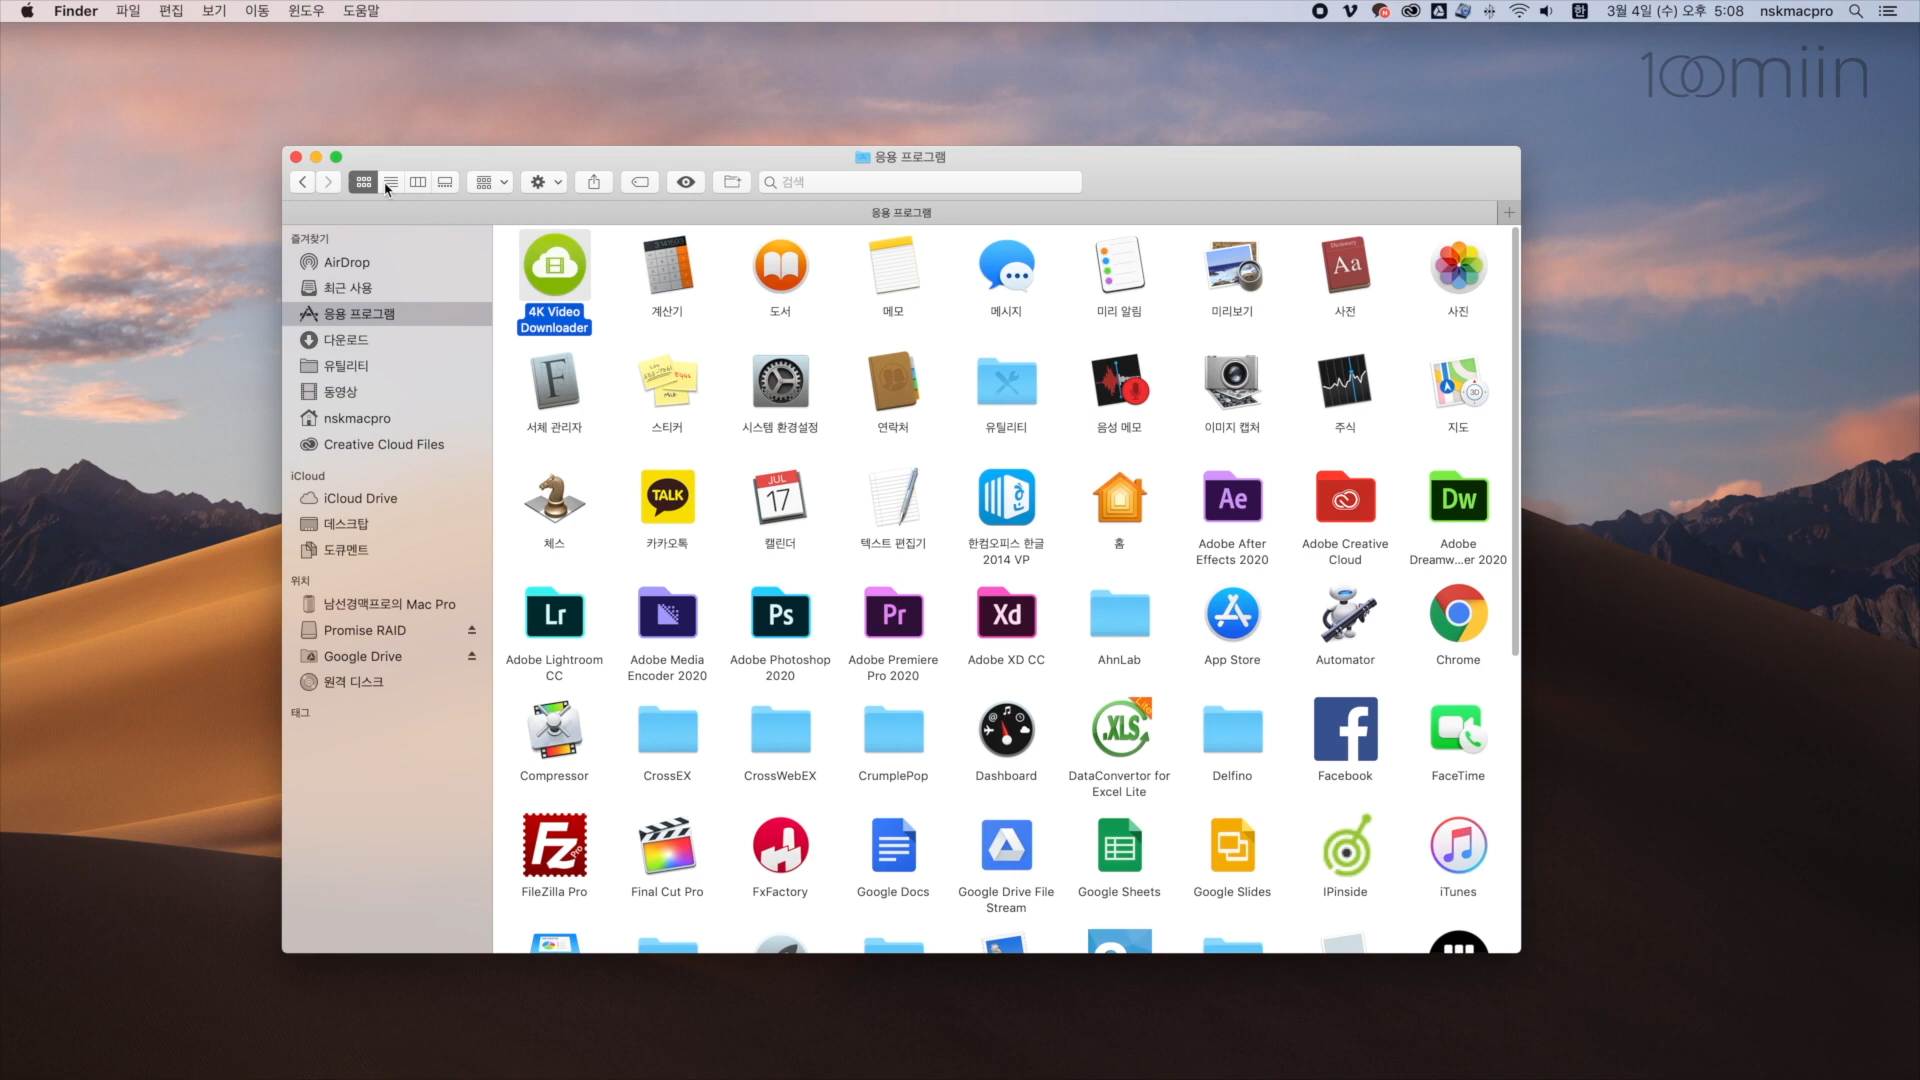 Finder 파일 편집 보기 이동 윈도우 도움말
3월 4일 (수) 오후 5:08 nskmacpro
100miin
응용 프로그램
검색
응용 프로그램
즐겨찾기
AirDrop
최근 사용
응용 프로그램
다운로드
유틸리티
동영상
nskmacpro
Creative Cloud Files
iCloud
iCloud Drive
데스크탑
도큐멘트
위치
남선경맥프로의 Mac Pro
Promise RAID
Google Drive
원격 디스크
태그
4K Video
Downloader
계산기
도서
메모
메시지
미리 알림
미리보기
사전
사진
서체 관리자
스티커
시스템 환경설정
연락처
유틸리티
음성 메모
이미지 캡처
주식
지도
체스
카카오톡
캘린더
텍스트 편집기
한컴오피스 한글
2014 VP
홈
Adobe After
Effects 2020
Adobe Creative
Cloud
Adobe
Dreamw...er 2020
Adobe Lightroom
CC
Adobe Media
Encoder 2020
Adobe Photoshop
2020
Adobe Premiere
Pro 2020
Adobe XD CC
AhnLab
App Store
Automator
Chrome
Compressor
CrossEX
CrossWebEX
CrumplePop
Dashboard
DataConvertor for
Excel Lite
Delfino
Facebook
FaceTime
FileZilla Pro
Final Cut Pro
FxFactory
Google Docs
Google Drive File
Stream
Google Sheets
Google Slides
IPinside
iTunes